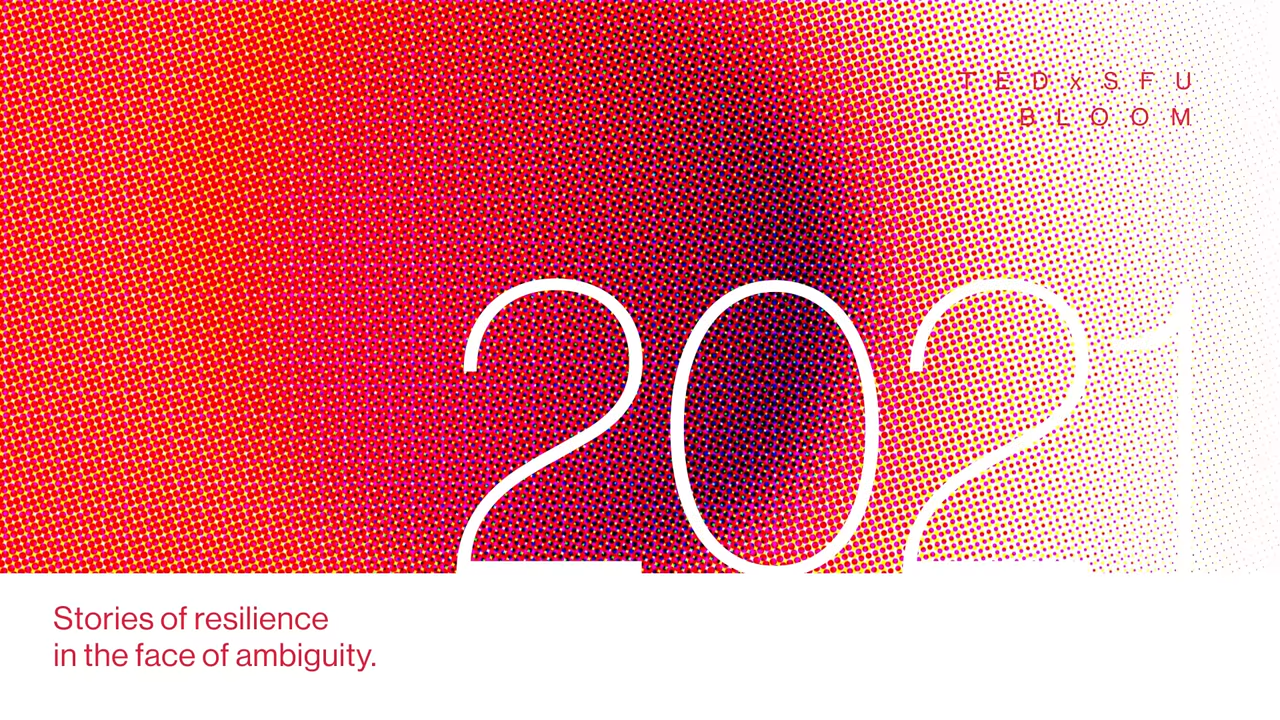 TEDxSFU
BLOOM
2021
Stories of resilience
in the face of ambiguity.